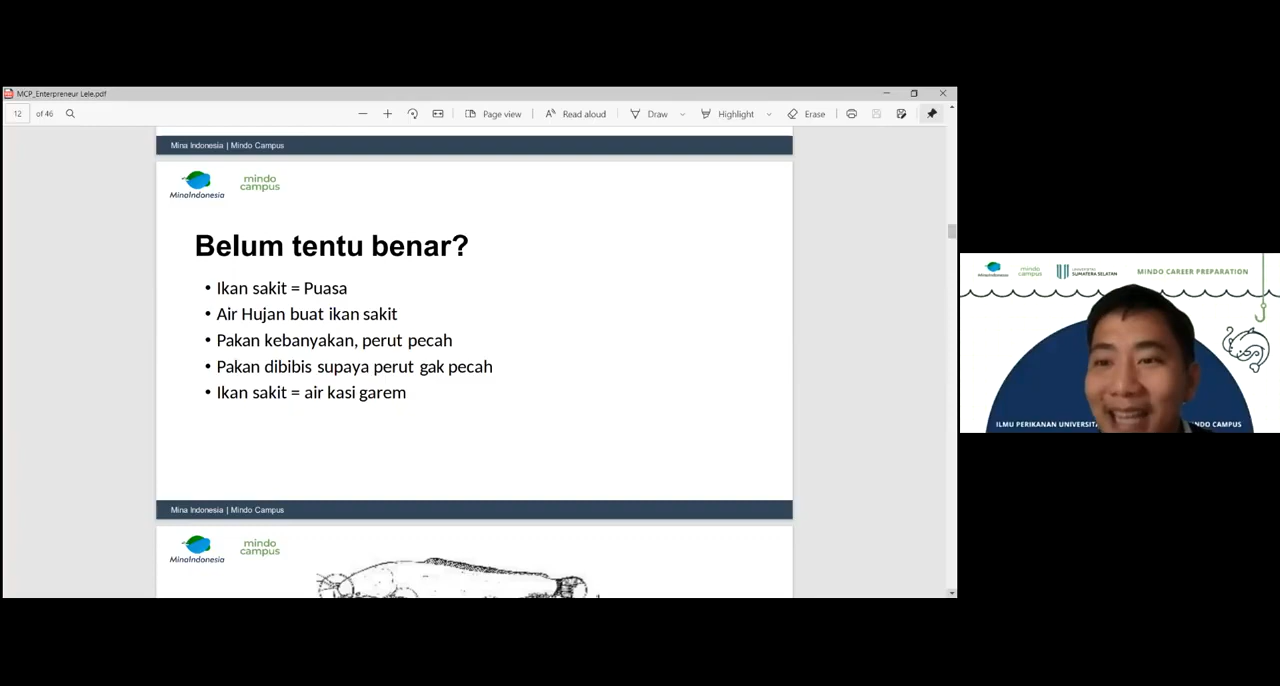 MCP_Enterpreneur Lele.pdf
12 of 46 Page view Read aloud Draw Highlight Erase
Mina Indonesia | Mindo Campus
MinaIndonesia
mindo
campus
Belum tentu benar?
• Ikan sakit = Puasa
• Air Hujan buat ikan sakit
• Pakan kebanyakan, perut pecah
• Pakan dibibis supaya perut gak pecah
• Ikan sakit = air kasi garem
Mina Indonesia | Mindo Campus
MinaIndonesia
mindo
campus
MinaIndonesia
mindo
campus
SUMATERA SELATAN
MINDO CAREER PREPARATION
ILMU PERIKANAN CAMPUS